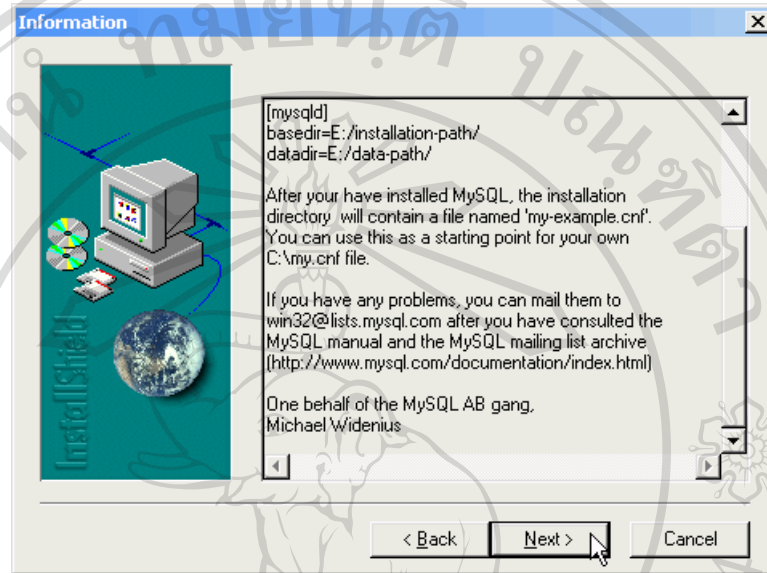 Information
[mysqld]
basedir=E:/installation-path/
datadir=E:/data-path/
After your have installed MySQL, the installation
directory will contain a file named 'my-example.cnf'.
You can use this as a starting point for your own
C:\my.cnf file.
If you have any problems, you can mail them to
win32@lists.mysql.com after you have consulted the
MySQL manual and the MySQL mailing list archive
(http://www.mysql.com/documentation/index.html)
One behalf of the MySQL AB gang,
Michael Widenius
InstallShield
< Back
Next >
Cancel